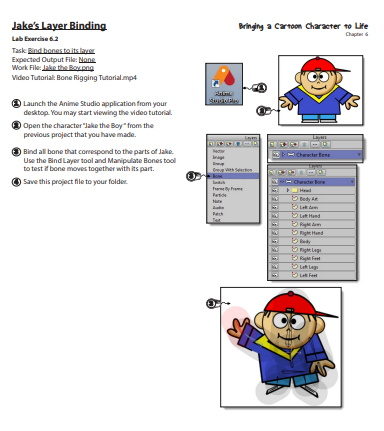 Jake's Layer Binding
Bringing a Cartoon Character to Life
Chapter 6
Lab Exercise 6.2
Task: Bind bones to its layer
Expected Output File: None
Work File: Jake the Boy.png
Video Tutorial: Bone Rigging Tutorial.mp4
1 Launch the Anime Studio application from your
desktop. You may start viewing the video tutorial.
2 Open the character "Jake the Boy" from the
previous project that you have made.
3 Bind all bone that correspond to the parts of Jake.
Use the Bind Layer tool and Manipulate Bones tool
to test if bone moves together with its part.
4 Save this project file to your folder.
Anime
Studio Pro
1
2
Layers
Vector
Image
Group
Group With Selection
Bone
Switch
Frame By Frame
Particle
Note
Audio
Patch
Text
3
Layers
Character Bone
Layers
Character Bone
Head
Body Art
Left Arm
Left Hand
Right Arm
Right Hand
Body
Right Legs
Right Feet
Left Legs
Left Feet
3